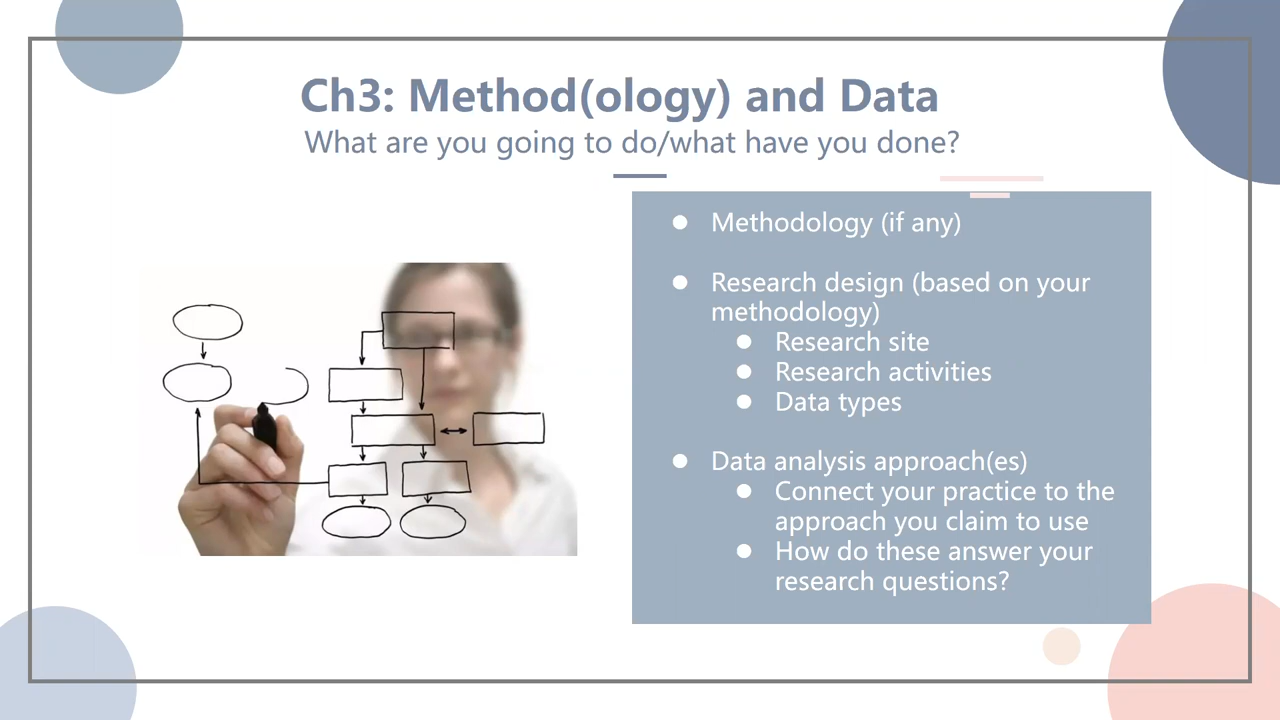 Ch3: Method(ology) and Data
What are you going to do/what have you done?
● Methodology (if any)
● Research design (based on your
methodology)
● Research site
● Research activities
● Data types
● Data analysis approach(es)
● Connect your practice to the
approach you claim to use
● How do these answer your
research questions?